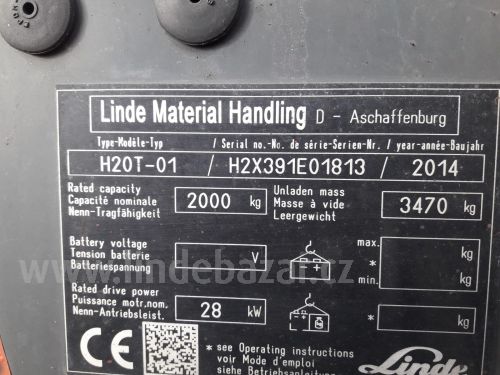 Linde Material Handling D - Aschaffenburg
Type-Modèle-Typ / Serial no.-No. de série-Serien-Nr. / year-année-Baujahr
H20T-01 / H2X391E01813 / 2014
Rated capacity
Capacité nominale
Nenn-Tragfähigkeit
2000 kg
Unladen mass
Masse à vide
Leergewicht
3470 kg
Battery voltage
Tension batterie
Batteriespannung
V
max.
kg
*
min.
kg
www.lindebazar.cz
Rated drive power
Puissance motr.nom.
Nenn-Antriebsleist.
28 kW
* kg
CE
* see Operating instructions
voir Mode d'emploi
siehe Betriebsanleitung
Linde